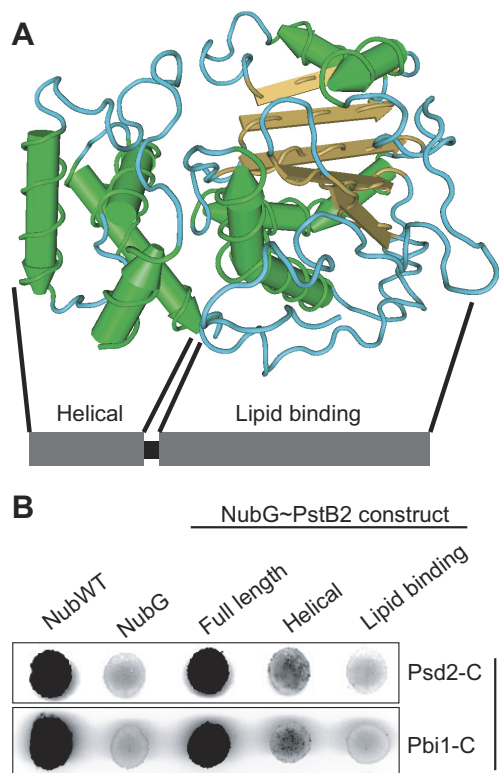 A
Helical
Lipid binding
B
NubG~PstB2 construct
NubWT
NubG
Full length
Helical
Lipid binding
Psd2-C
Pbi1-C